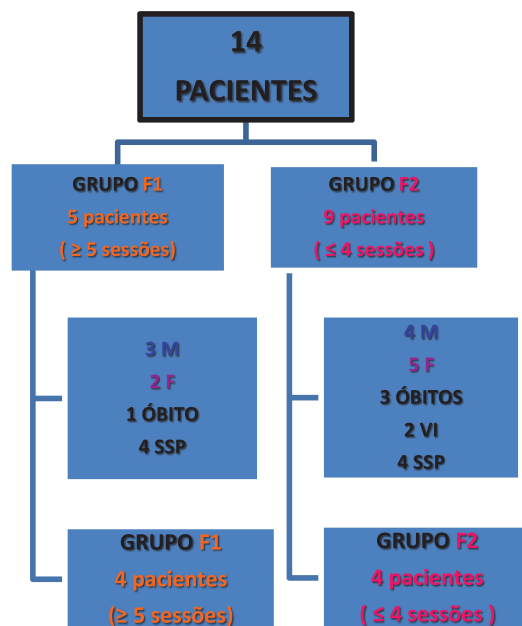 14
PACIENTES
GRUPO F1
5 pacientes
( ≥ 5 sessões)
GRUPO F2
9 pacientes
( ≤ 4 sessões )
3 M
2 F
1 ÓBITO
4 SSP
4 M
5 F
3 ÓBITOS
2 VI
4 SSP
GRUPO F1
4 pacientes
(≥ 5 sessões)
GRUPO F2
4 pacientes
( ≤ 4 sessões )